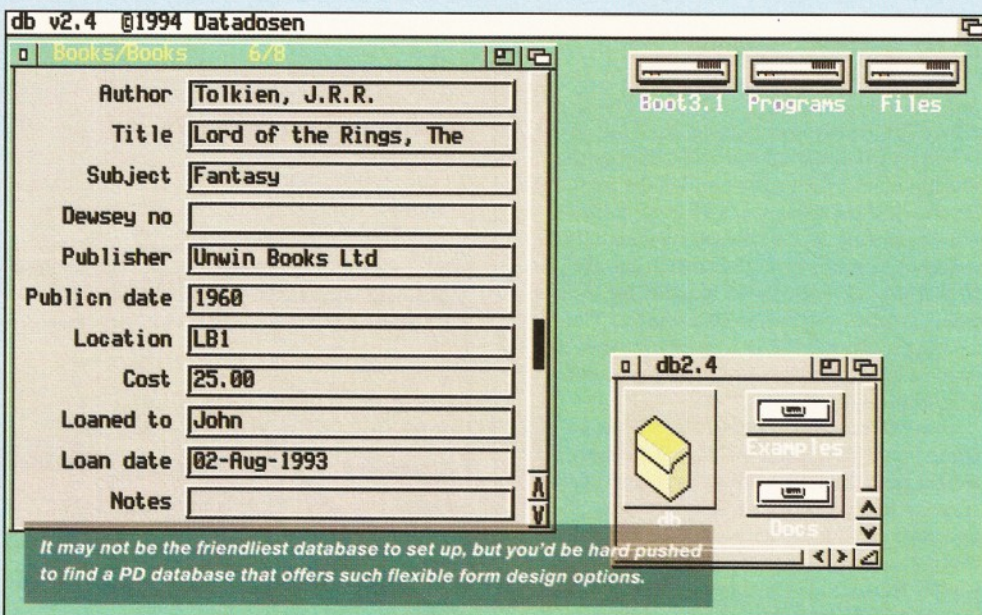 db v2.4 @1994 Datadosen
Books/Books 6/8
Author Tolkien, J.R.R.
Title Lord of the Rings, The
Subject Fantasy
Dewsey no
Publisher Unwin Books Ltd
Publicn date 1960
Location LB1
Cost 25.00
Loaned to John
Loan date 02-Aug-1993
Notes
Boot3.1 Programs Files
db2.4
Examples
db Docs
It may not be the friendliest database to set up, but you'd be hard pushed
to find a PD database that offers such flexible form design options.